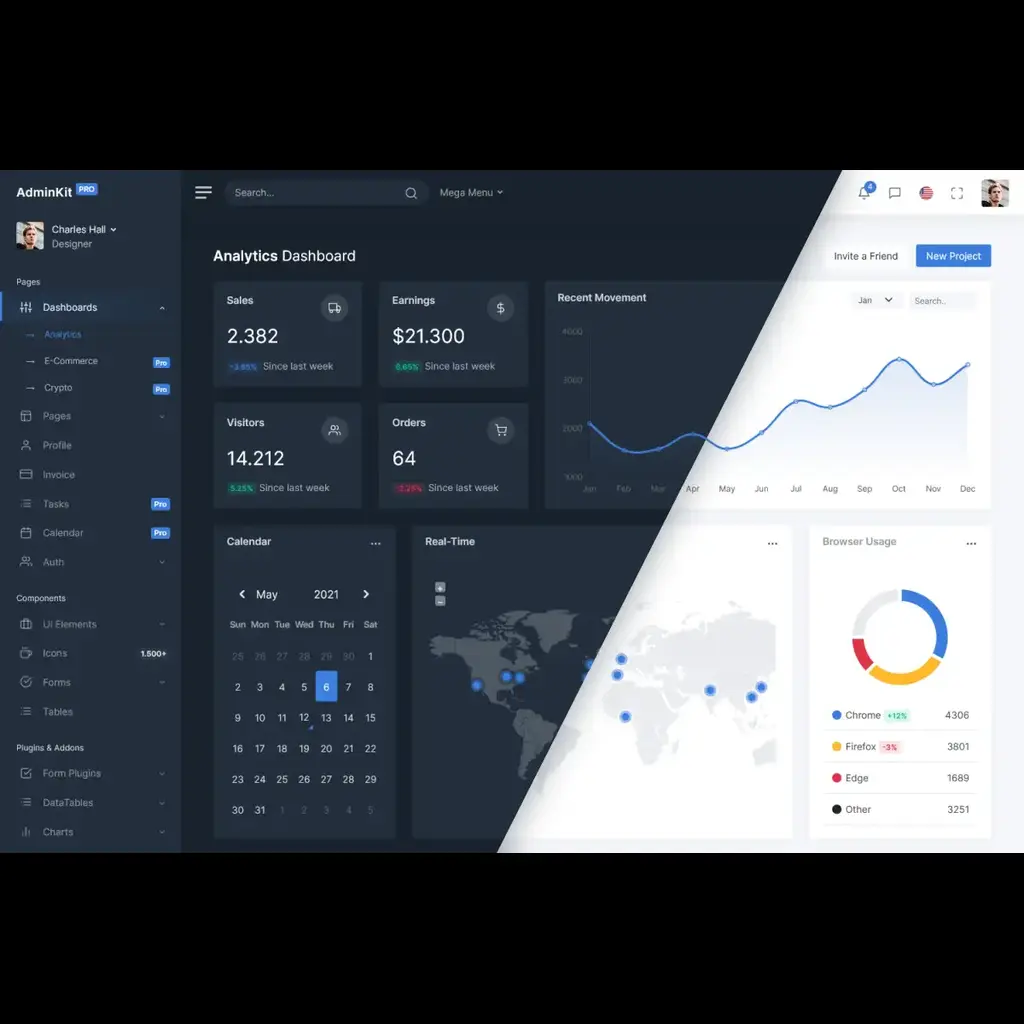 AdminKit PRO
Charles Hall
Designer
Pages
Dashboards
Analytics
E-Commerce Pro
Crypto Pro
Pages
Profile
Invoice
Tasks Pro
Calendar Pro
Auth
Components
UI Elements
Icons 1.500+
Forms
Tables
Plugins & Addons
Form Plugins
DataTables
Charts
Search... Mega Menu
4
Analytics Dashboard
Invite a Friend New Project
Sales
2.382
-3.65% Since last week
Earnings
$21.300
6.65% Since last week
Visitors
14.212
5.25% Since last week
Orders
64
-2.25% Since last week
Recent Movement
Jan Search..
4000
3000
2000
1000
Jan Feb Mar Apr May Jun Jul Aug Sep Oct Nov Dec
Calendar ...
May 2021
Sun Mon Tue Wed Thu Fri Sat
25 26 27 28 29 30 1
2 3 4 5 6 7 8
9 10 11 12 13 14 15
16 17 18 19 20 21 22
23 24 25 26 27 28 29
30 31 1 2 3 4 5
Real-Time ...
+
−
Browser Usage ...
Chrome +12% 4306
Firefox -3% 3801
Edge 1689
Other 3251